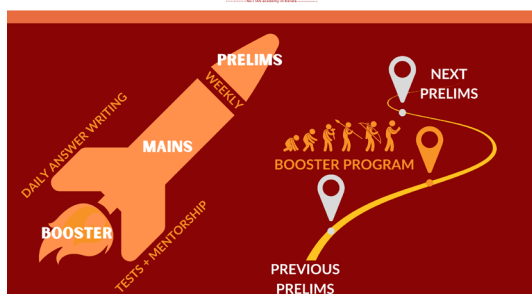 PRELIMS
WEEKLY
DAILY ANSWER WRITING
MAINS
BOOSTER
TESTS + MENTORSHIP
NEXT
PRELIMS
BOOSTER PROGRAM
PREVIOUS
PRELIMS